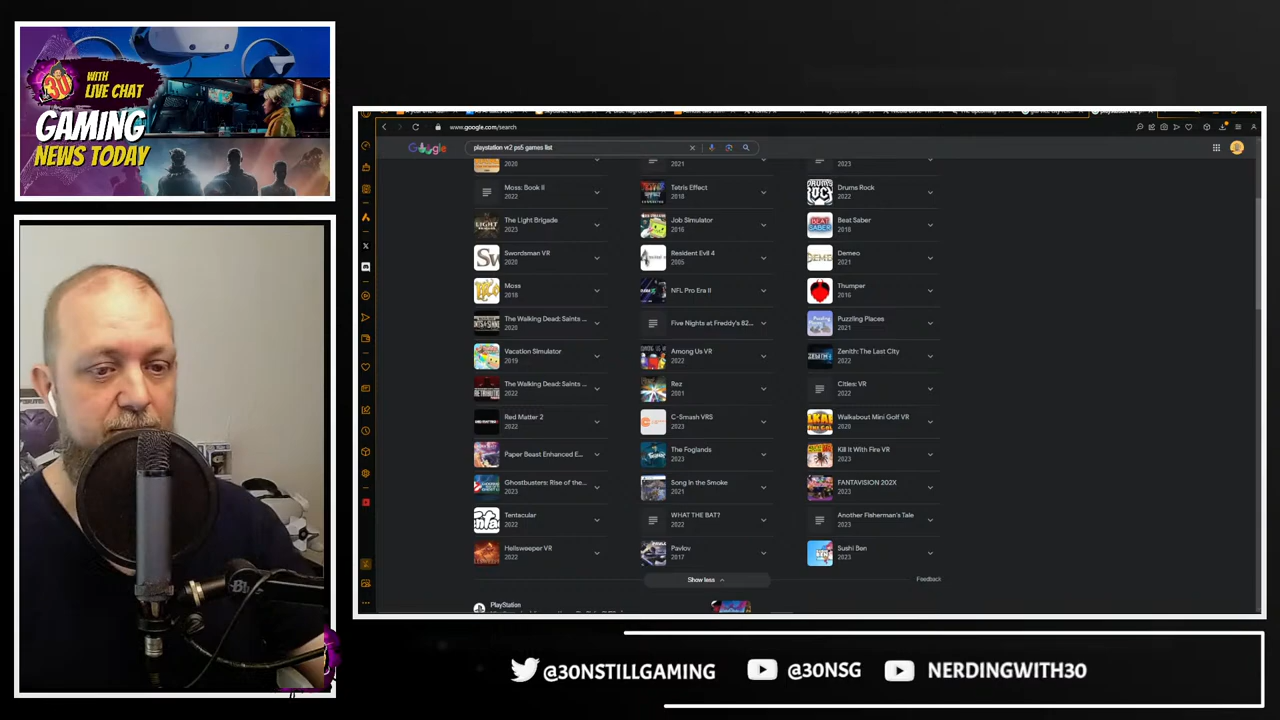 30
WITH
LIVE CHAT
GAMING
NEWS TODAY
www.google.com/search
Google
playstation vr2 ps5 games list
2020
2021
2023
Moss: Book II
2022
Tetris Effect
2018
Drums Rock
2022
The Light Brigade
2023
Job Simulator
2016
Beat Saber
2018
Swordsman VR
2020
Resident Evil 4
2005
Demeo
2021
Moss
2018
NFL Pro Era II
Thumper
2016
The Walking Dead: Saints ...
2020
Five Nights at Freddy's 82...
Puzzling Places
2021
Vacation Simulator
2019
Among Us VR
2022
Zenith: The Last City
2022
The Walking Dead: Saints ...
2022
Rez
2001
Cities: VR
2022
Red Matter 2
2022
C-Smash VRS
2023
Walkabout Mini Golf VR
2020
Paper Beast Enhanced E...
The Foglands
2023
Kill It With Fire VR
2023
Ghostbusters: Rise of the...
2023
Song in the Smoke
2021
FANTAVISION 202X
2023
Tentacular
2022
WHAT THE BAT?
2022
Another Fisherman's Tale
2023
Hellsweeper VR
2022
Pavlov
2017
Sushi Ben
2023
Show less
Feedback
PlayStation
@30NSTILLGAMING
@30NSG
NERDINGWITH30